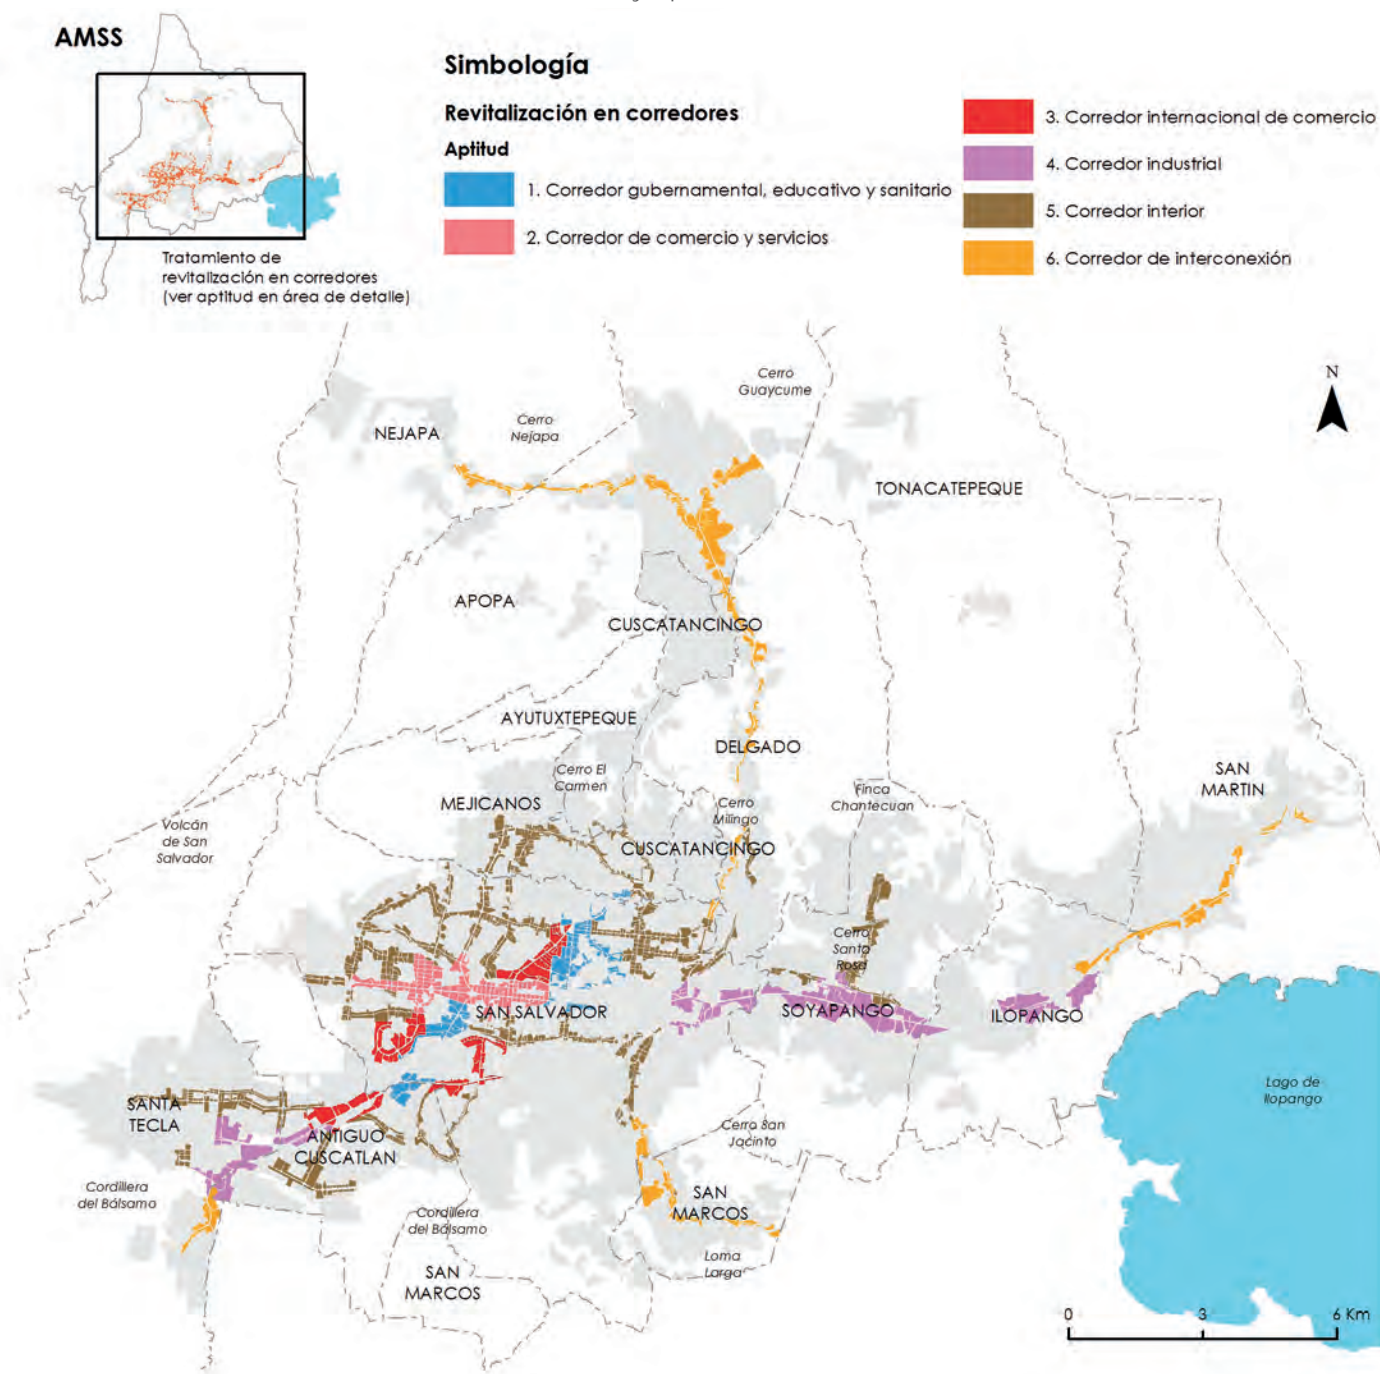 AMSS
Tratamiento de
revitalización en corredores
(ver aptitud en área de detalle)
Simbología
Revitalización en corredores
Aptitud
1. Corredor gubernamental, educativo y sanitario
2. Corredor de comercio y servicios
3. Corredor internacional de comercio
4. Corredor industrial
5. Corredor interior
6. Corredor de interconexión
N
Cerro
Guaycume
Cerro
Nejapa
NEJAPA
TONACATEPEQUE
APOPA
CUSCATANCINGO
AYUTUXTEPEQUE
DELGADO
Cerro El
Carmen
SAN
MARTIN
MEJICANOS
Cerro
Milingo
Finca
Chantecuan
Volcán
de San
Salvador
CUSCATANCINGO
Cerro
Santa
Rosa
SAN SALVADOR
SOYAPANGO
ILOPANGO
Lago de
Ilopango
SANTA
TECLA
ANTIGUO
CUSCATLAN
Cerro San
Jacinto
Cordillera
del Bálsamo
SAN
MARCOS
Cordillera
del Bálsamo
Loma
Larga
SAN
MARCOS
0 3 6 Km